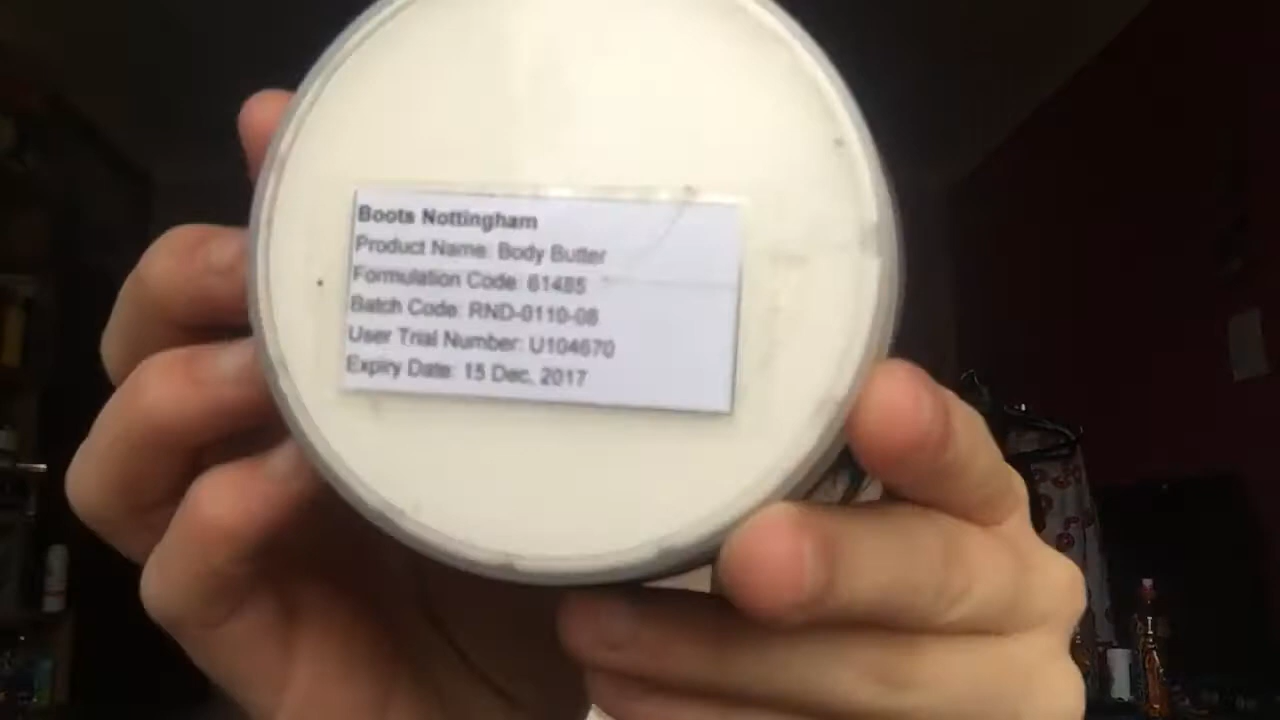 Boots Nottingham
Product Name: Body Butter
Formulation Code: 61485
Batch Code: RND-0110-08
User Trial Number: U104670
Expiry Date: 15 Dec, 2017